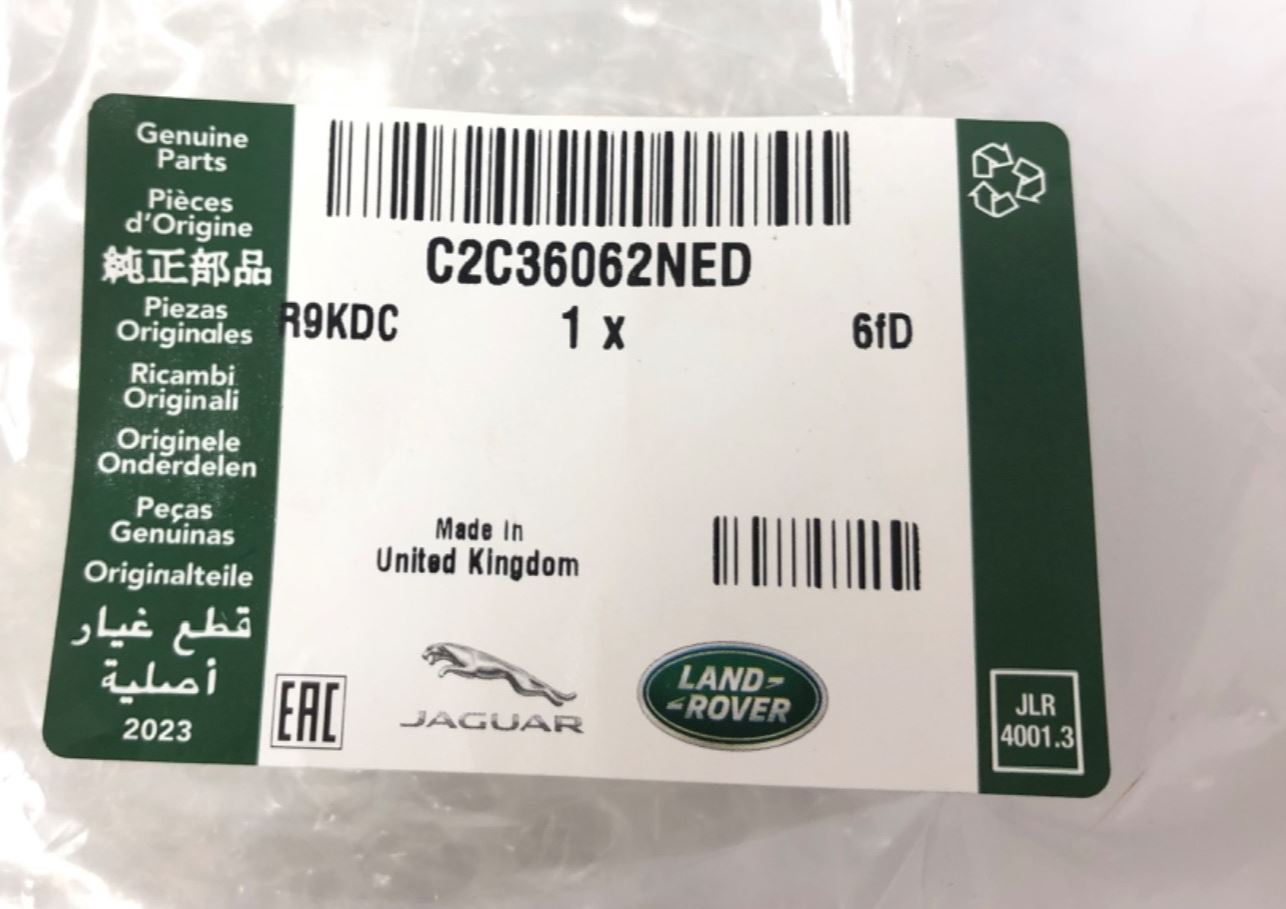 Genuine
Parts
Pièces
d'Origine
純正部品
Piezas
Originales
Ricambi
Originali
Originele
Onderdelen
Peças
Genuinas
Originalteile
قطع غيار
أصلية
2023
C2C36062NED
R9KDC 1 x 6fD
Made In
United Kingdom
EAC
JAGUAR
LAND-
-ROVER
JLR
4001.3